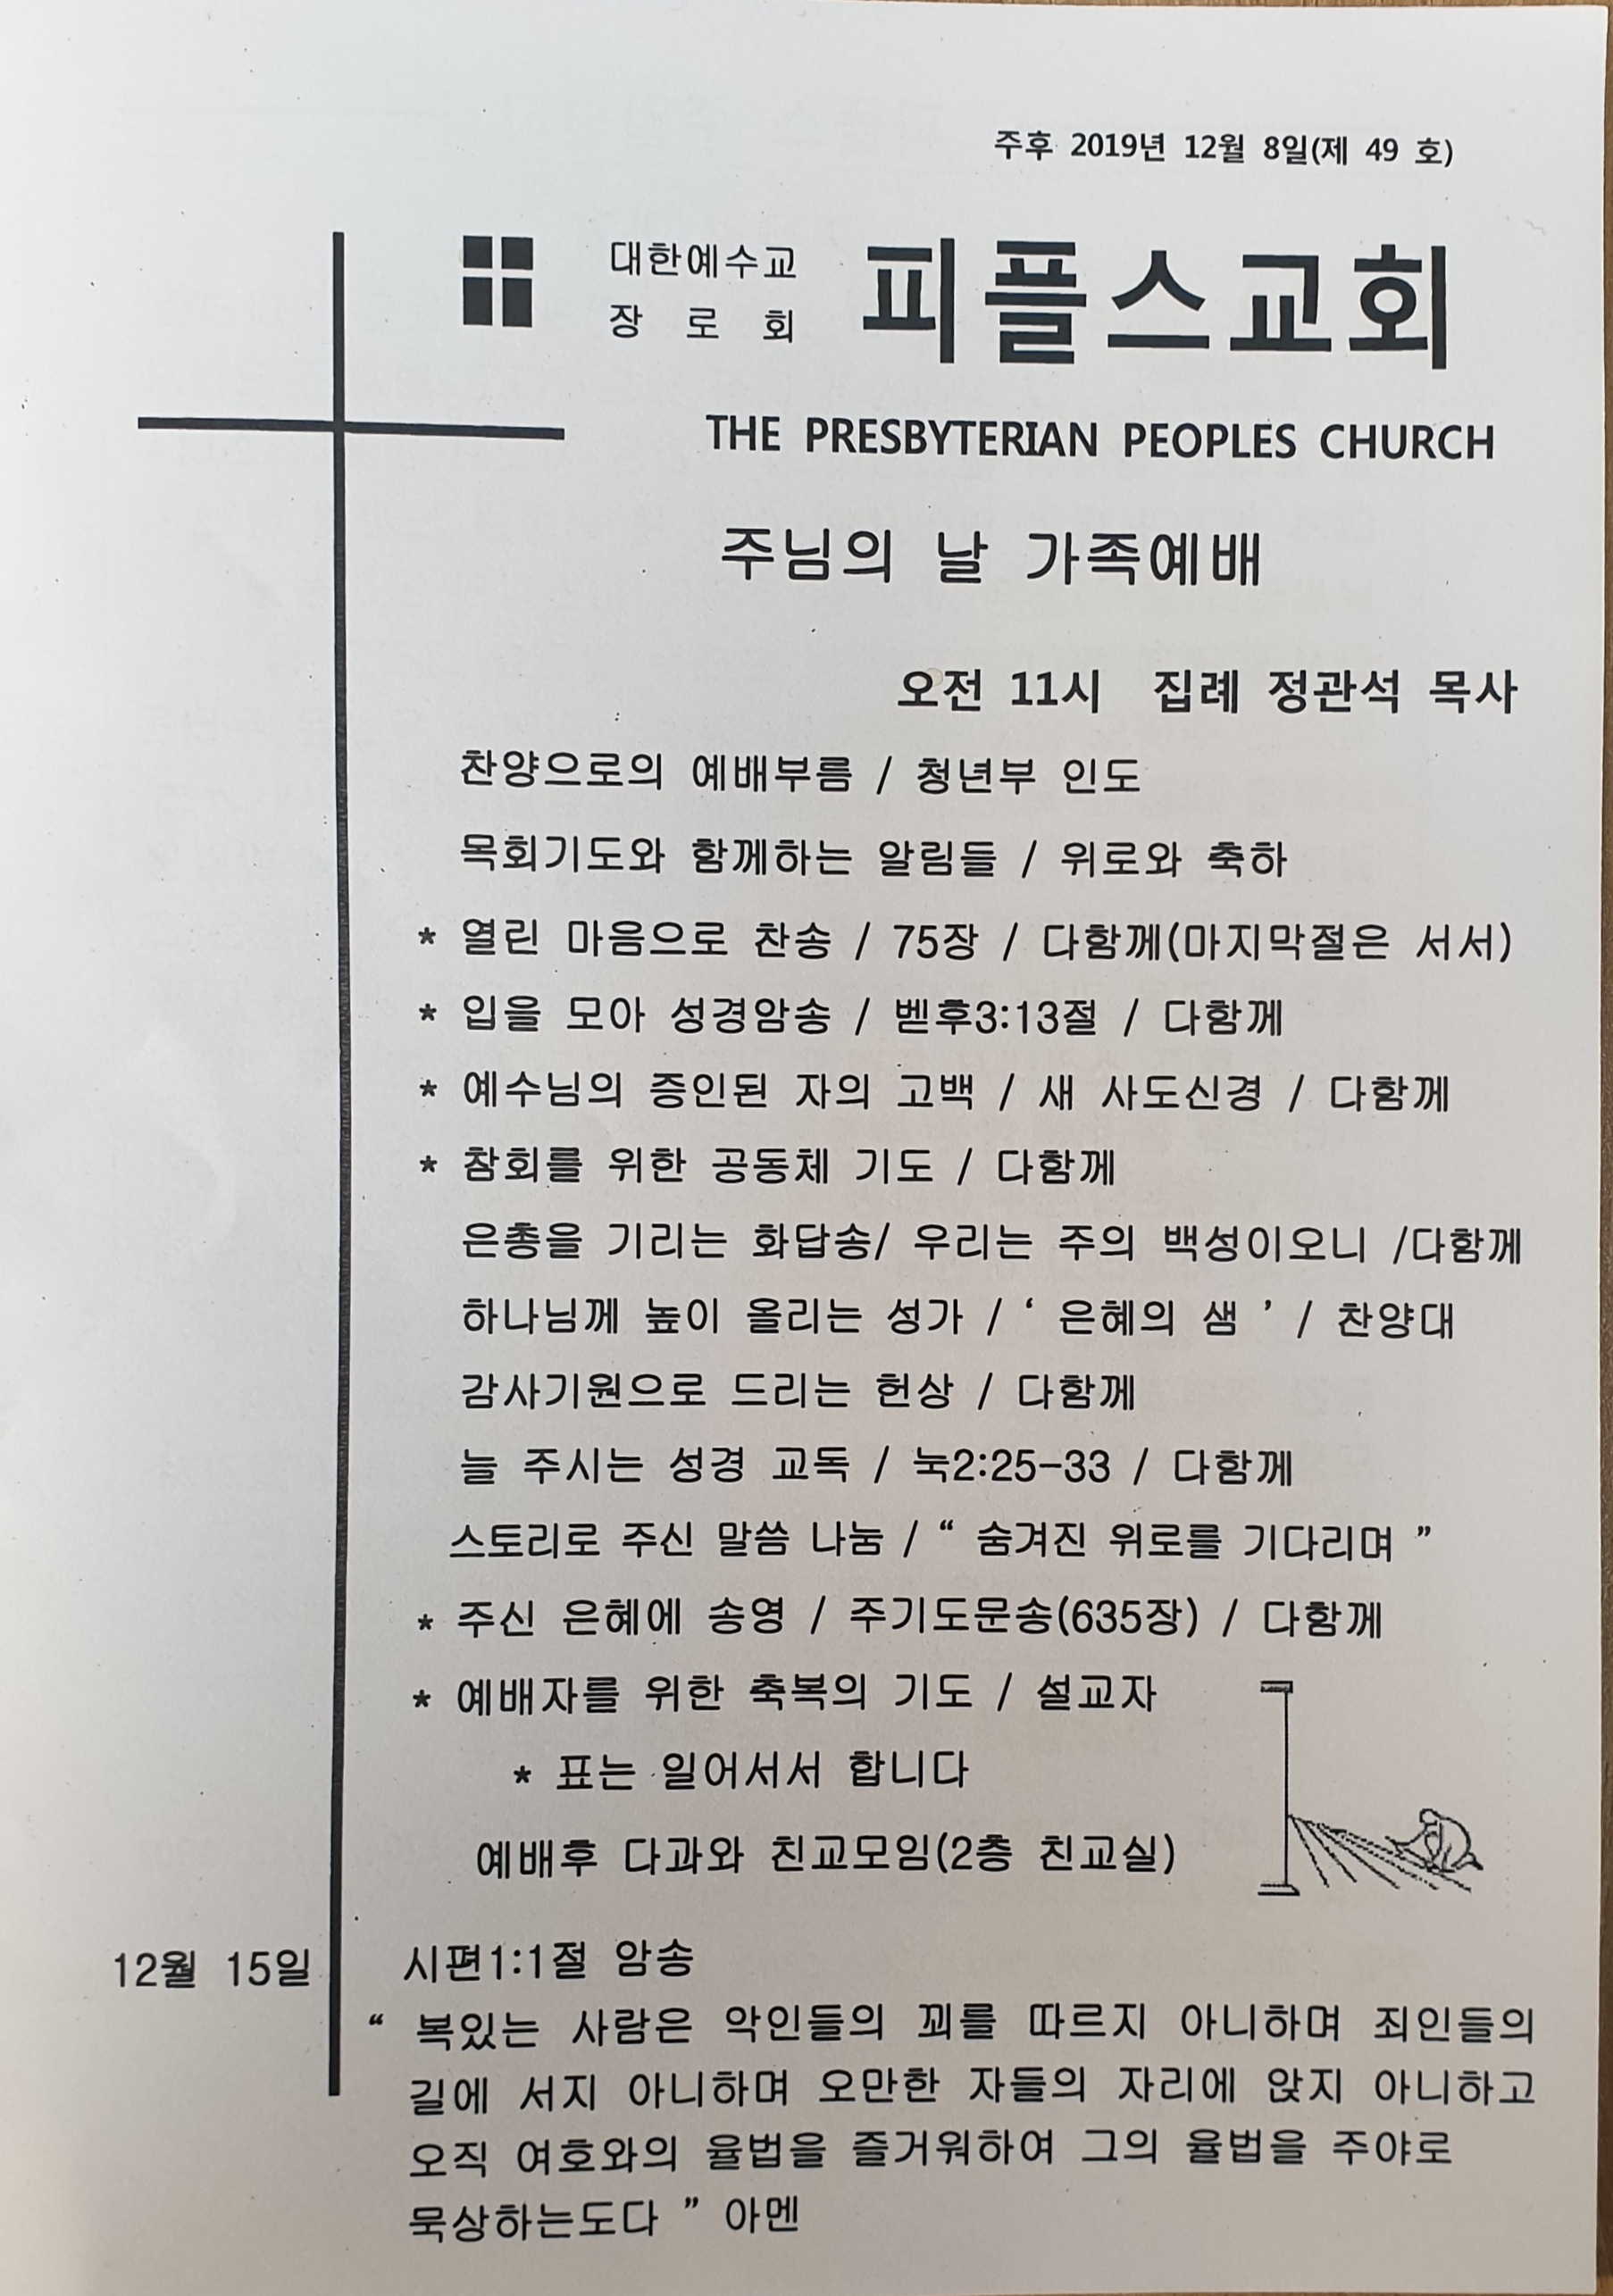 주후 2019년 12월 8일(제 49 호)
대한예수교
장 로 회
피플스교회
THE PRESBYTERIAN PEOPLES CHURCH
주님의 날 가족예배
오전 11시 집례 정관석 목사
찬양으로의 예배부름 / 청년부 인도
목회기도와 함께하는 알림들 / 위로와 축하
* 열린 마음으로 찬송 / 75장 / 다함께(마지막절은 서서)
* 입을 모아 성경암송 / 벧후3:13절 / 다함께
* 예수님의 증인된 자의 고백 / 새 사도신경 / 다함께
* 참회를 위한 공동체 기도 / 다함께
은총을 기리는 화답송/ 우리는 주의 백성이오니 /다함께
하나님께 높이 올리는 성가 / ‘ 은혜의 샘 ’ / 찬양대
감사기원으로 드리는 헌상 / 다함께
늘 주시는 성경 교독 / 눅2:25-33 / 다함께
스토리로 주신 말씀 나눔 / “ 숨겨진 위로를 기다리며 ”
* 주신 은혜에 송영 / 주기도문송(635장) / 다함께
* 예배자를 위한 축복의 기도 / 설교자
* 표는 일어서서 합니다
예배후 다과와 친교모임(2층 친교실)
12월 15일 시편1:1절 암송
“ 복있는 사람은 악인들의 꾀를 따르지 아니하며 죄인들의
길에 서지 아니하며 오만한 자들의 자리에 앉지 아니하고
오직 여호와의 율법을 즐거워하여 그의 율법을 주야로
묵상하는도다 ” 아멘